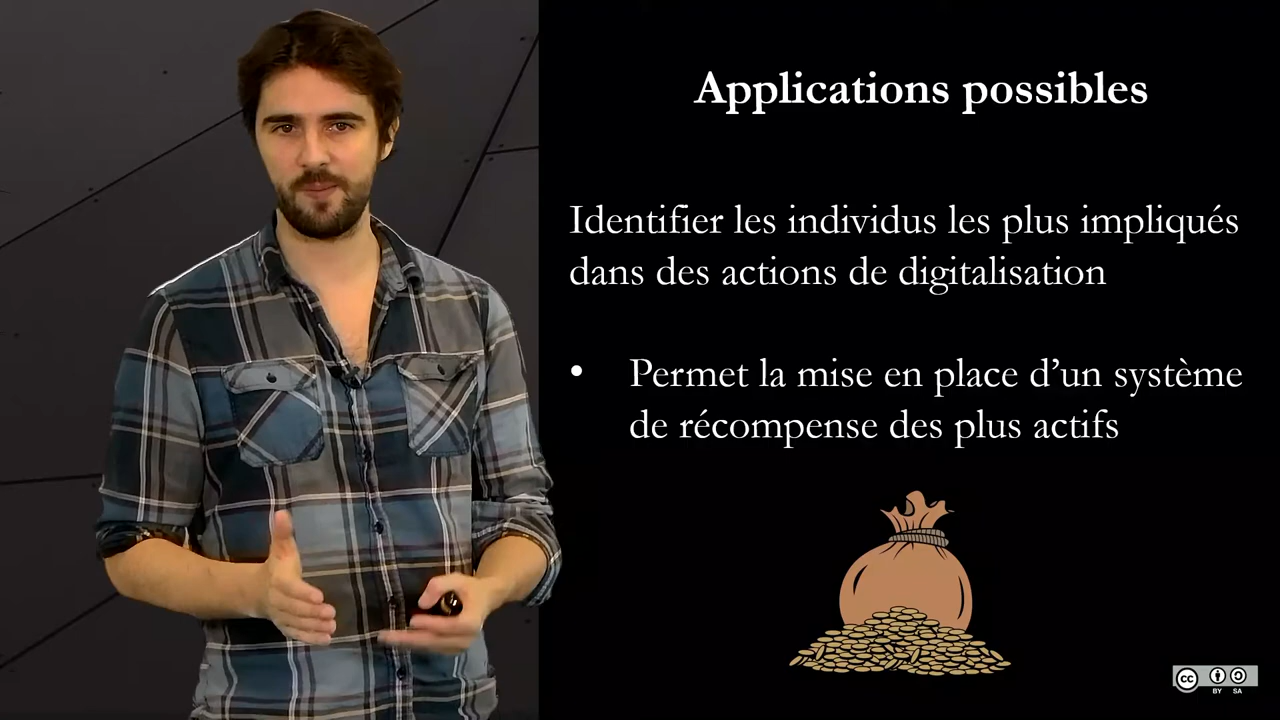 Applications possibles
Identifier les individus les plus impliqués
dans des actions de digitalisation
• Permet la mise en place d’un système
de récompense des plus actifs
cc
BY SA